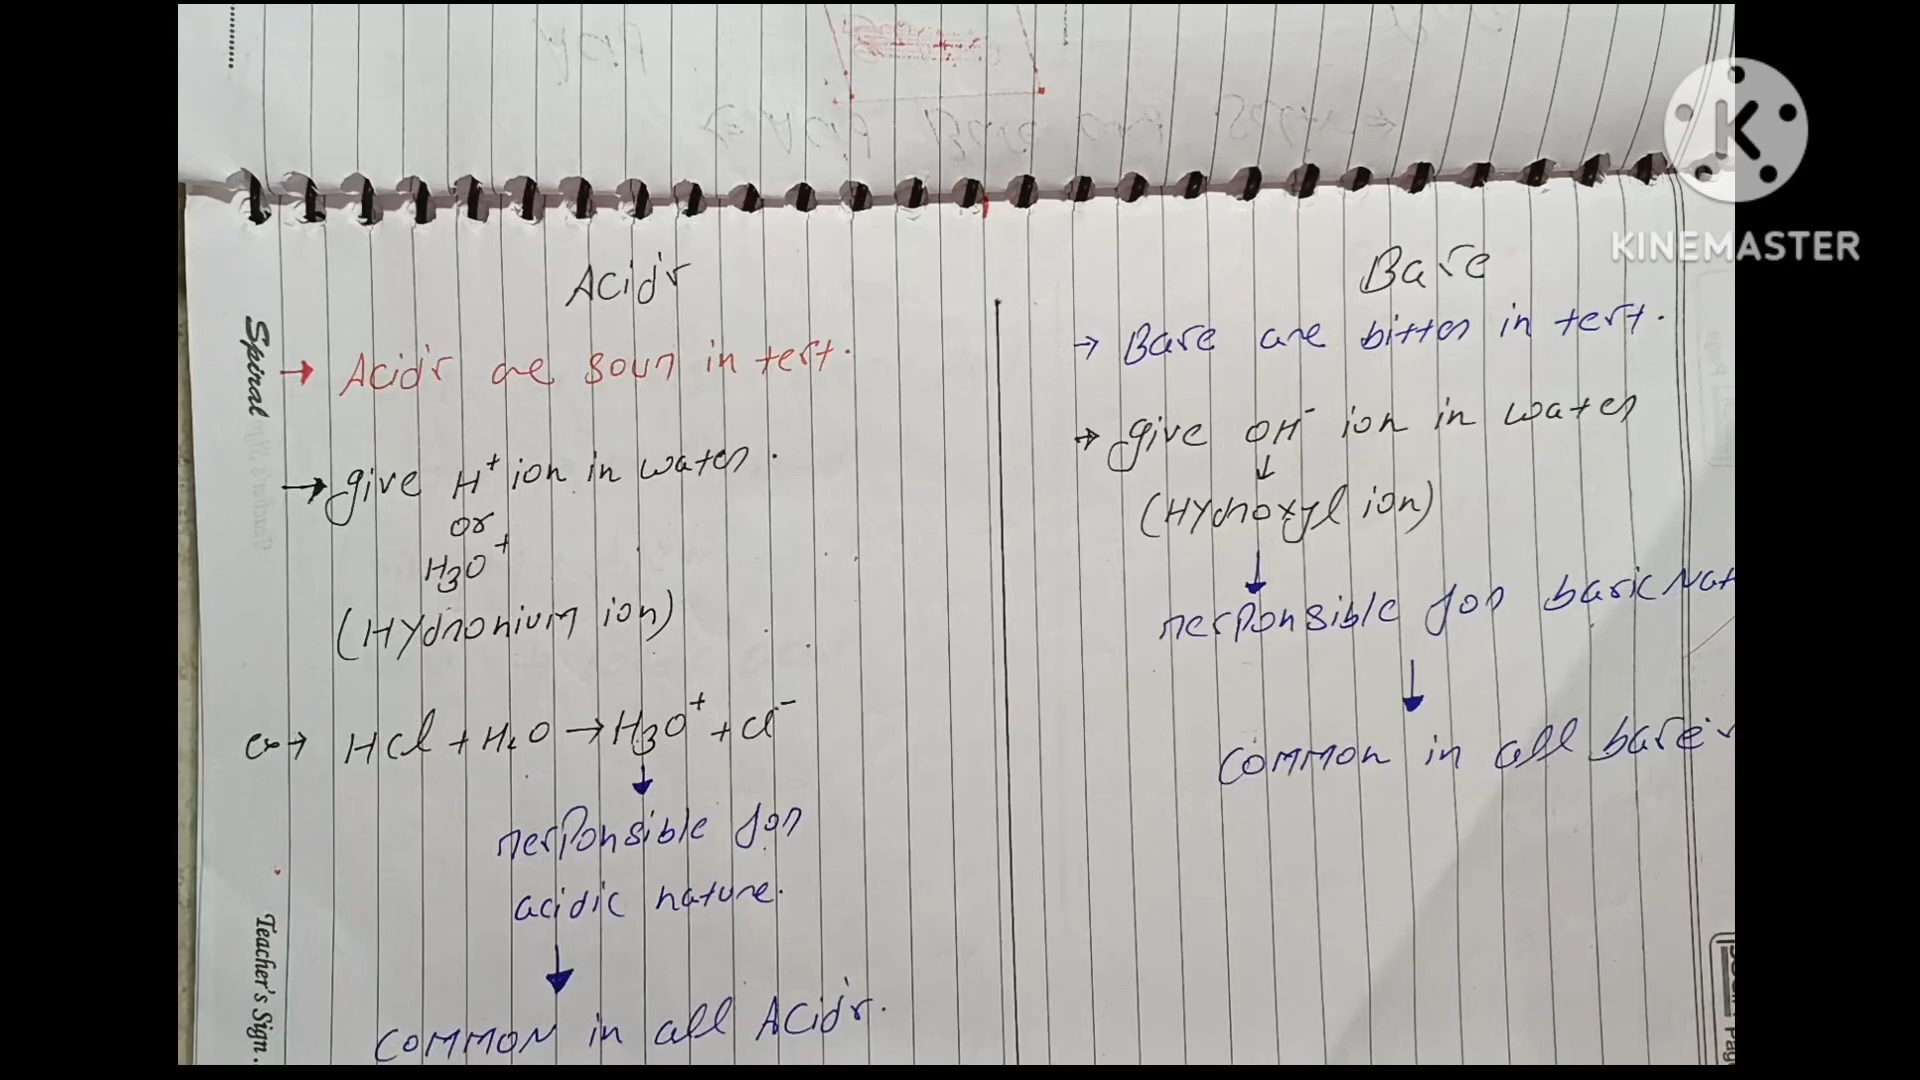 KINEMASTER
Acids
→ Acids are sour in test.
→ give H⁺ ion in water.
or
H₃O⁺
(Hydronium ion)
HCl + H₂O → H₃O⁺ + Cl⁻
↓
responsible for
acidic nature.
↓
common in all Acids.
Base
→ Base are bitter in test.
→ give OH⁻ ion in water
↓
(Hydroxyl ion)
↓
responsible for basic Nat
↓
common in all base's
Spiral
Teacher's Sign.